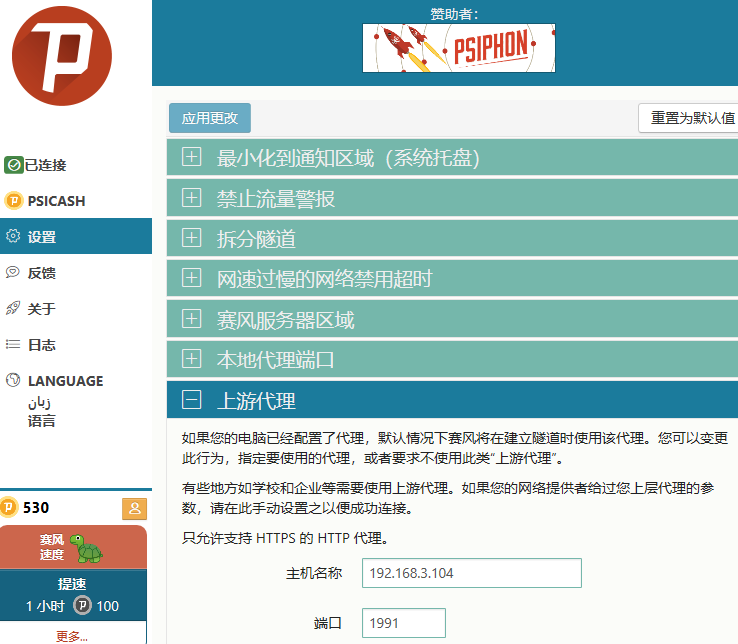 赞助者:
PSIPHON
应用更改
重置为默认值
已连接
PSICASH
设置
反馈
关于
日志
LANGUAGE
زبان
语言
530
赛风
速度
提速
1 小时 P 100
更多...
最小化到通知区域（系统托盘）
禁止流量警报
拆分隧道
网速过慢的网络禁用超时
赛风服务器区域
本地代理端口
上游代理
如果您的电脑已经配置了代理，默认情况下赛风将在建立隧道时使用该代理。您可以变更
此行为，指定要使用的代理，或者要求不使用此类“上游代理”。
有些地方如学校和企业等需要使用上游代理。如果您的网络提供者给过您上层代理的参
数，请在此手动设置之以便成功连接。
只允许支持 HTTPS 的 HTTP 代理。
主机名称 192.168.3.104
端口 1991